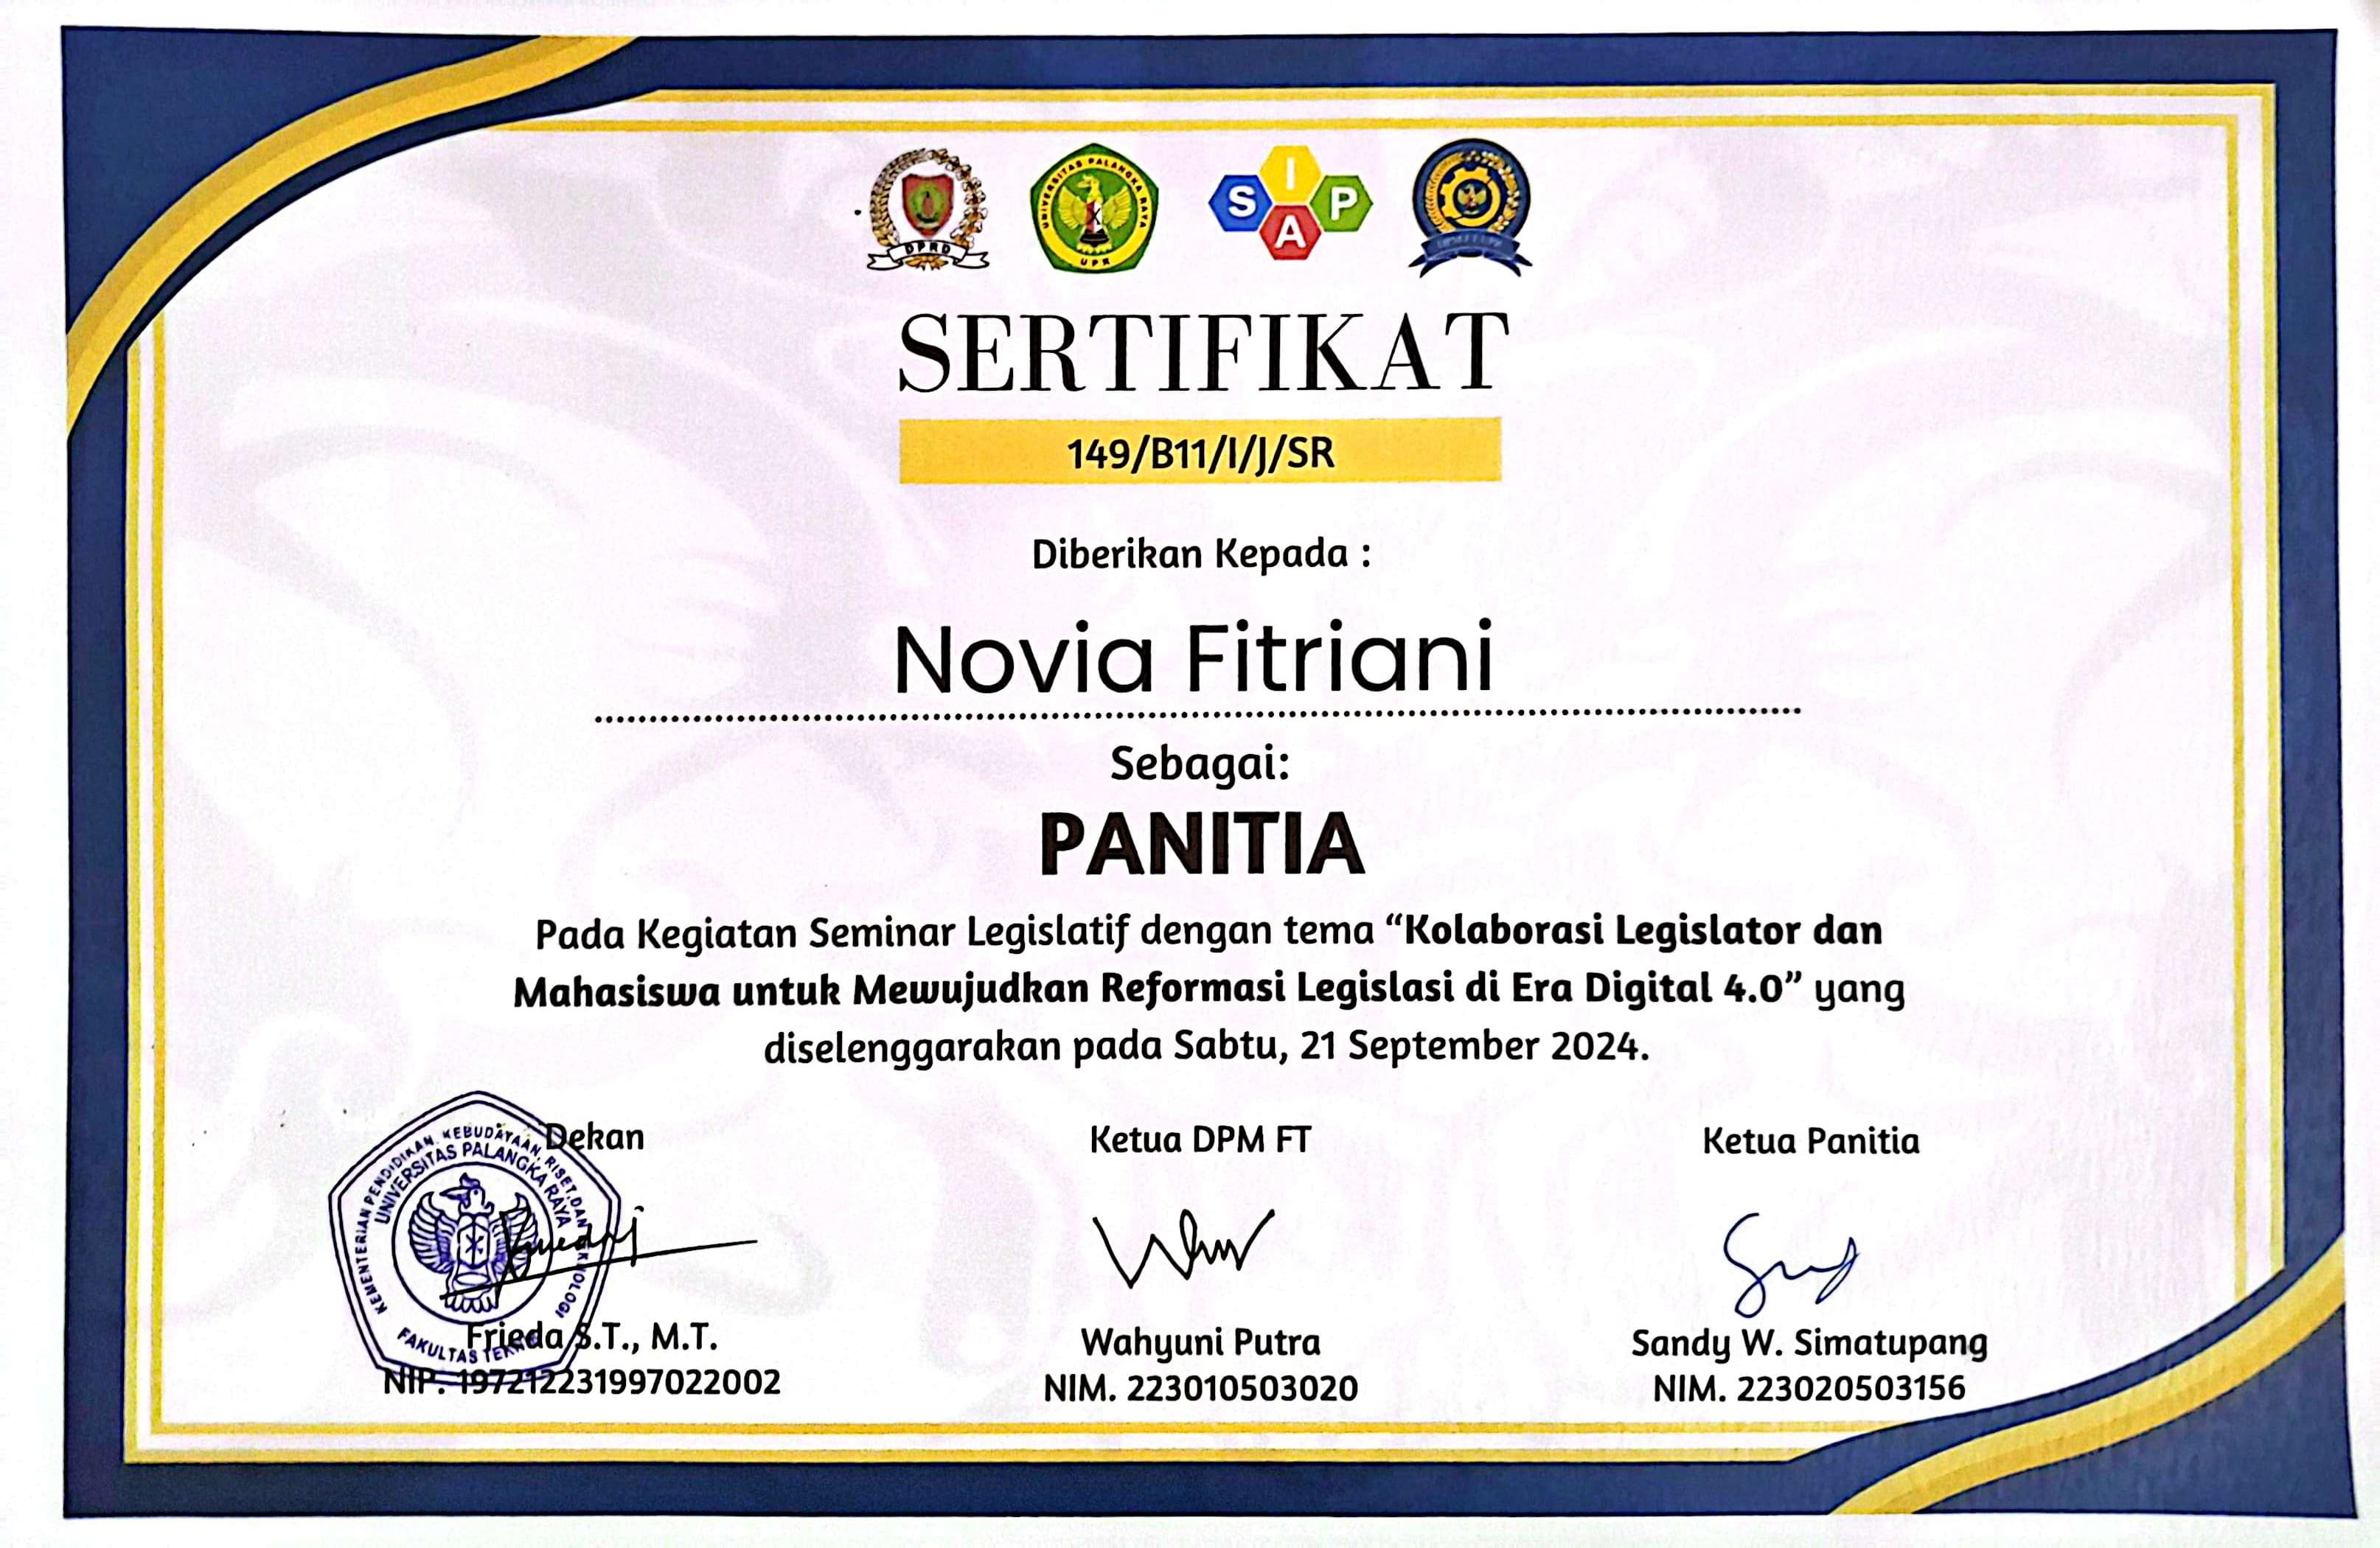 DPRD
UNIVERSITAS PALANGKA RAYA
UPR
S I A P
SERTIFIKAT
149/B11/I/J/SR
Diberikan Kepada :
Novia Fitriani
Sebagai:
PANITIA
Pada Kegiatan Seminar Legislatif dengan tema “Kolaborasi Legislator dan
Mahasiswa untuk Mewujudkan Reformasi Legislasi di Era Digital 4.0” yang
diselenggarakan pada Sabtu, 21 September 2024.
Dekan
Ketua DPM FT
Ketua Panitia
KEMENTERIAN PENDIDIKAN, KEBUDAYAAN, RISET, DAN TEKNOLOGI
UNIVERSITAS PALANGKA RAYA
FAKULTAS TEKNIK
Frieda S.T., M.T.
NIP. 197212231997022002
Wahyuni Putra
NIM. 223010503020
Sandy W. Simatupang
NIM. 223020503156